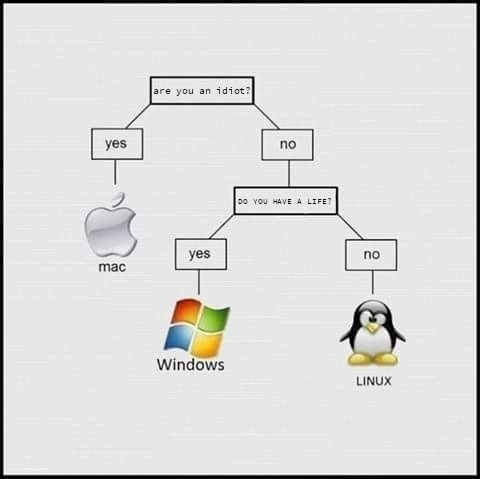 are you an idiot?
yes
no
mac
DO YOU HAVE A LIFE?
yes
no
Windows
LINUX